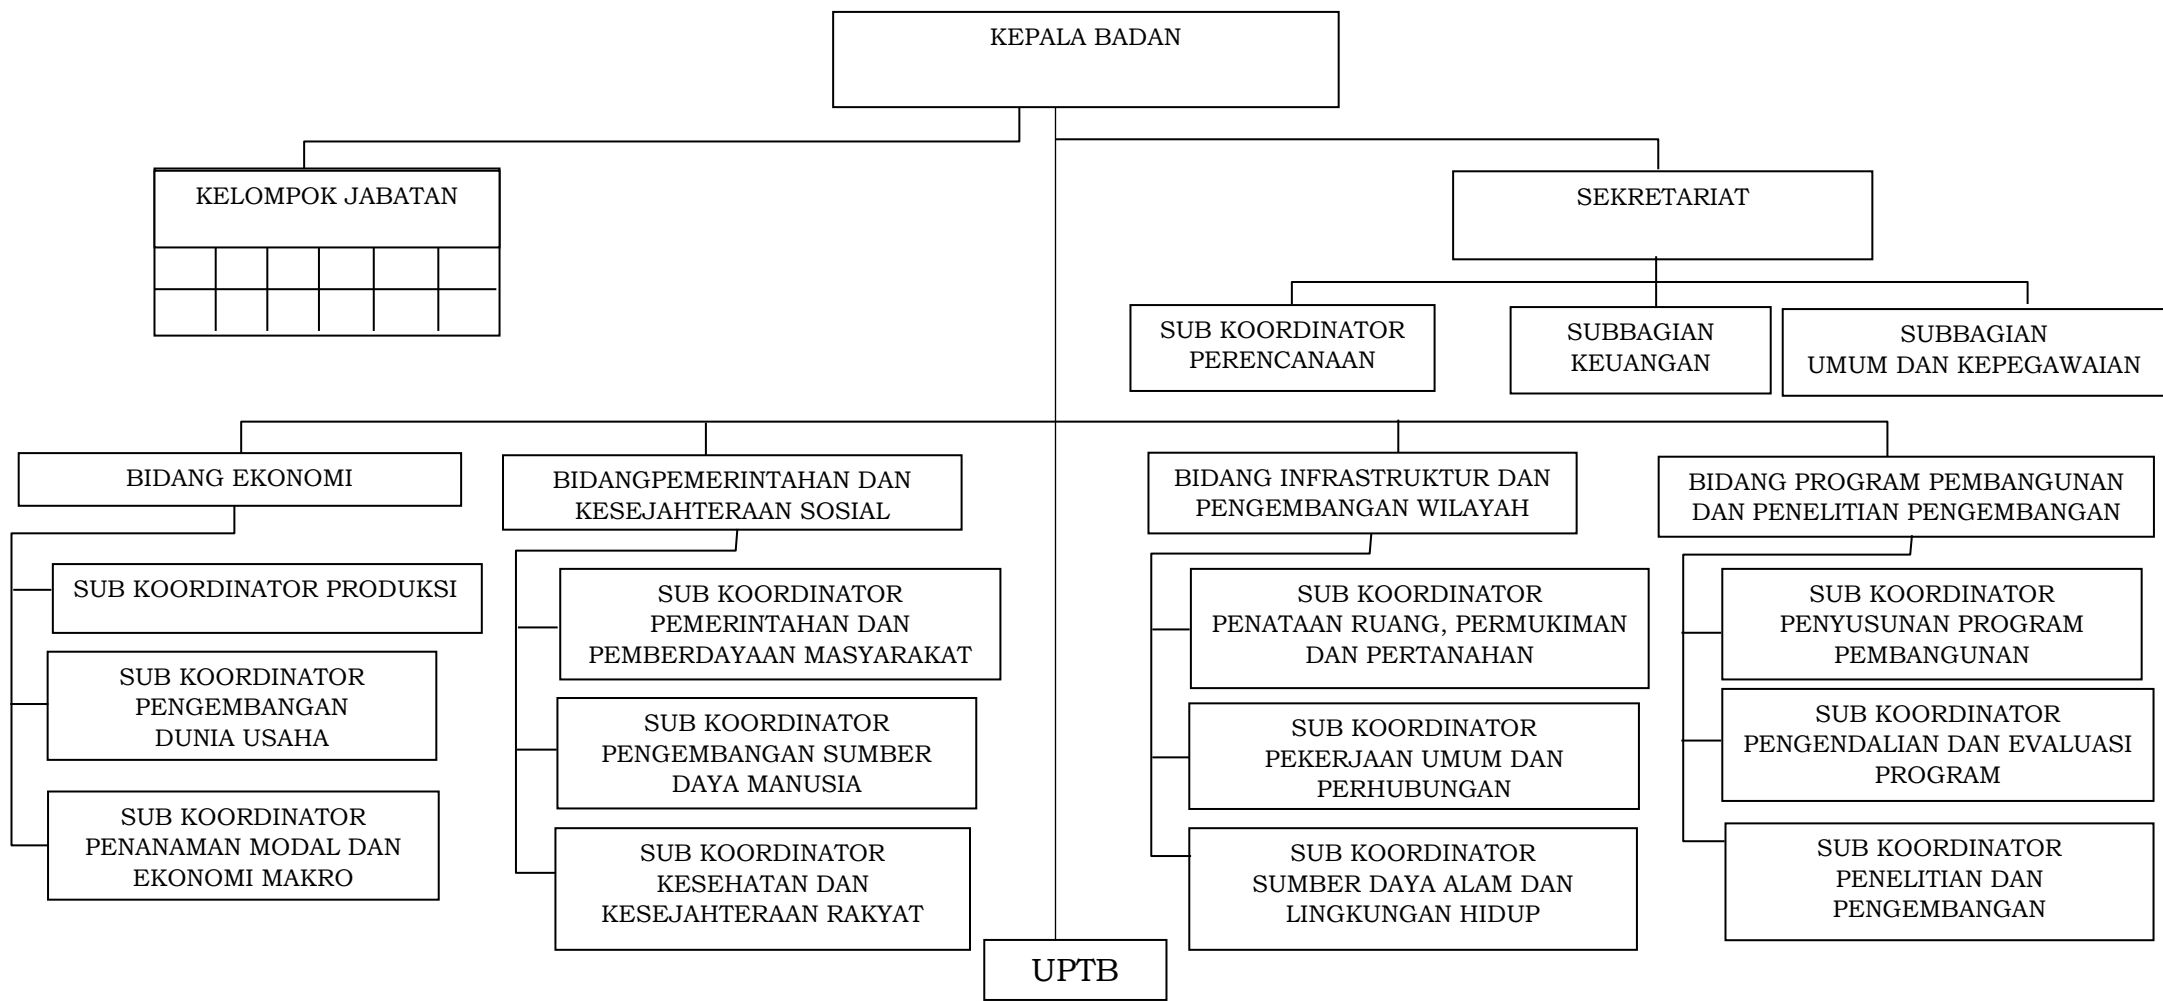 KEPALA BADAN
KELOMPOK JABATAN
SEKRETARIAT
SUB KOORDINATOR
PERENCANAAN
SUBBAGIAN
KEUANGAN
SUBBAGIAN
UMUM DAN KEPEGAWAIAN
BIDANG EKONOMI
SUB KOORDINATOR PRODUKSI
SUB KOORDINATOR
PENGEMBANGAN
DUNIA USAHA
SUB KOORDINATOR
PENANAMAN MODAL DAN
EKONOMI MAKRO
BIDANGPEMERINTAHAN DAN
KESEJAHTERAAN SOSIAL
SUB KOORDINATOR
PEMERINTAHAN DAN
PEMBERDAYAAN MASYARAKAT
SUB KOORDINATOR
PENGEMBANGAN SUMBER
DAYA MANUSIA
SUB KOORDINATOR
KESEHATAN DAN
KESEJAHTERAAN RAKYAT
BIDANG INFRASTRUKTUR DAN
PENGEMBANGAN WILAYAH
SUB KOORDINATOR
PENATAAN RUANG, PERMUKIMAN
DAN PERTANAHAN
SUB KOORDINATOR
PEKERJAAN UMUM DAN
PERHUBUNGAN
SUB KOORDINATOR
SUMBER DAYA ALAM DAN
LINGKUNGAN HIDUP
BIDANG PROGRAM PEMBANGUNAN
DAN PENELITIAN PENGEMBANGAN
SUB KOORDINATOR
PENYUSUNAN PROGRAM
PEMBANGUNAN
SUB KOORDINATOR
PENGENDALIAN DAN EVALUASI
PROGRAM
SUB KOORDINATOR
PENELITIAN DAN
PENGEMBANGAN
UPTB